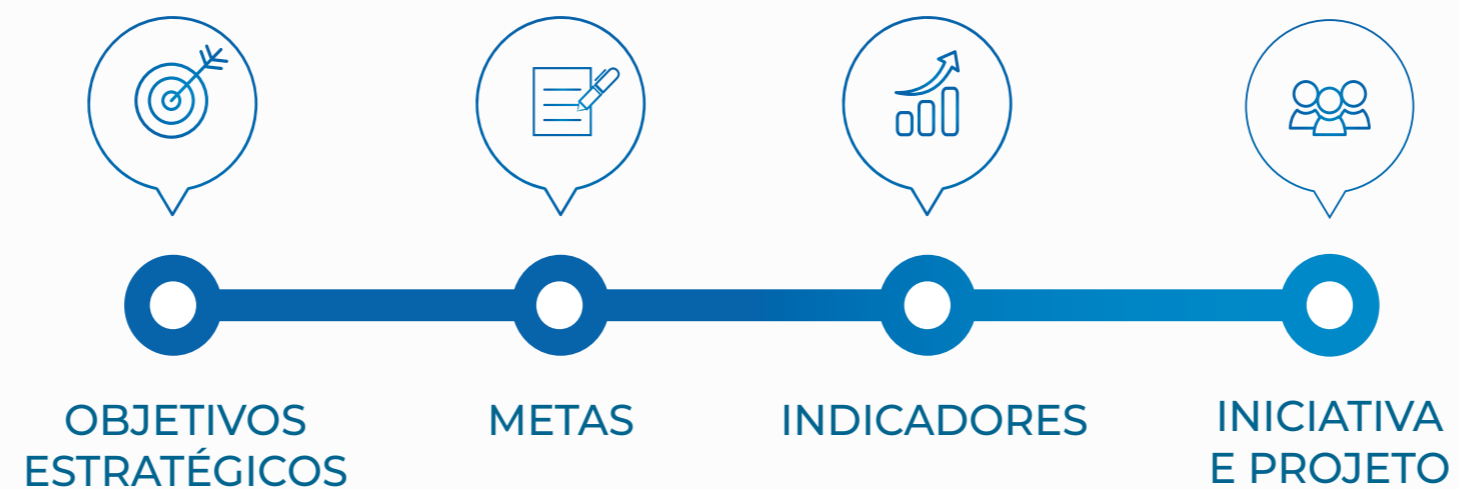 OBJETIVOS
ESTRATÉGICOS
METAS
INDICADORES
INICIATIVA
E PROJETO